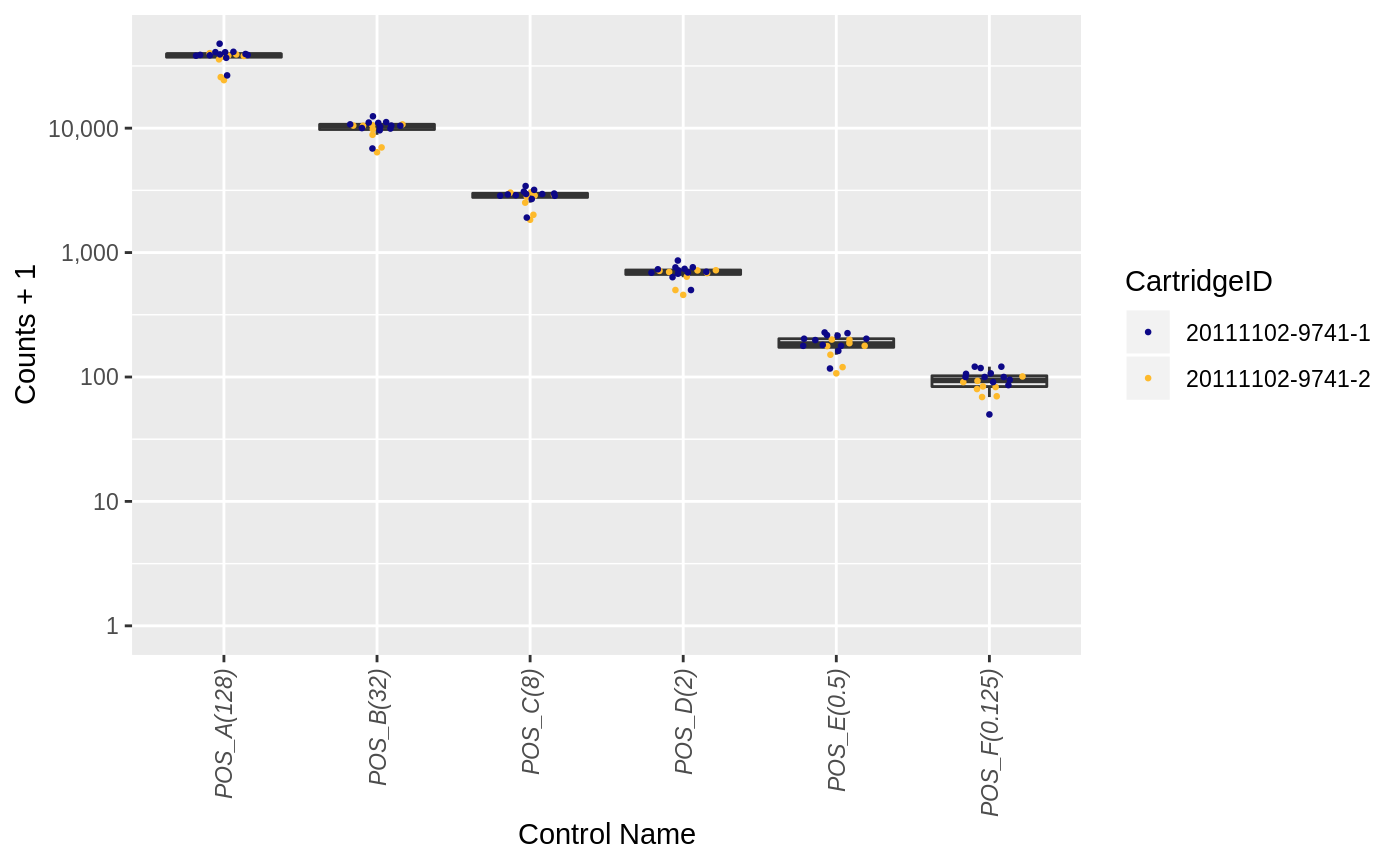 Counts + 1
10,000
1,000
100
10
1
POS_A(128)
POS_B(32)
POS_C(8)
POS_D(2)
POS_E(0.5)
POS_F(0.125)
Control Name
CartridgeID
20111102-9741-1
20111102-9741-2